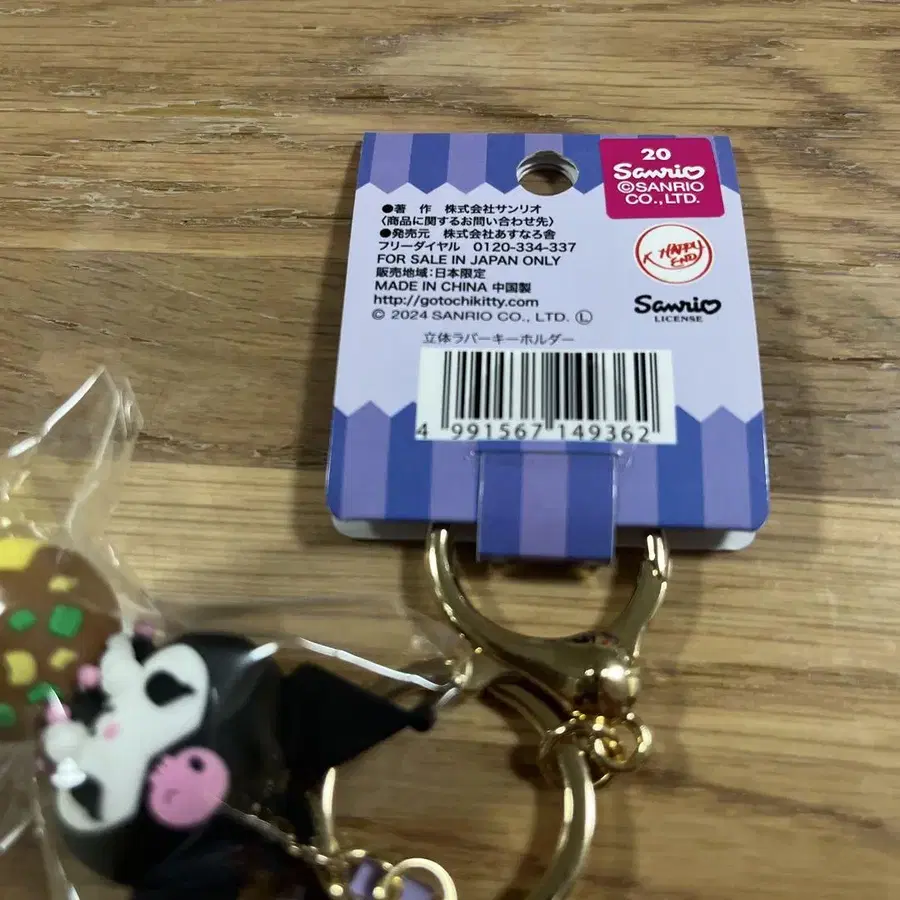 ●著 作 株式会社サンリオ
〈商品に関するお問い合わせ先〉
●発売元 株式会社あすなろ舎
フリーダイヤル 0120-334-337
FOR SALE IN JAPAN ONLY
販売地域:日本限定
MADE IN CHINA 中国製
http://gotochikitty.com
© 2024 SANRIO CO., LTD. Ⓛ
20
Sanrio
©SANRIO
CO.,LTD.
HAPPY
END
Sanrio
LICENSE
立体ラバーキーホルダー
4 991567 149362